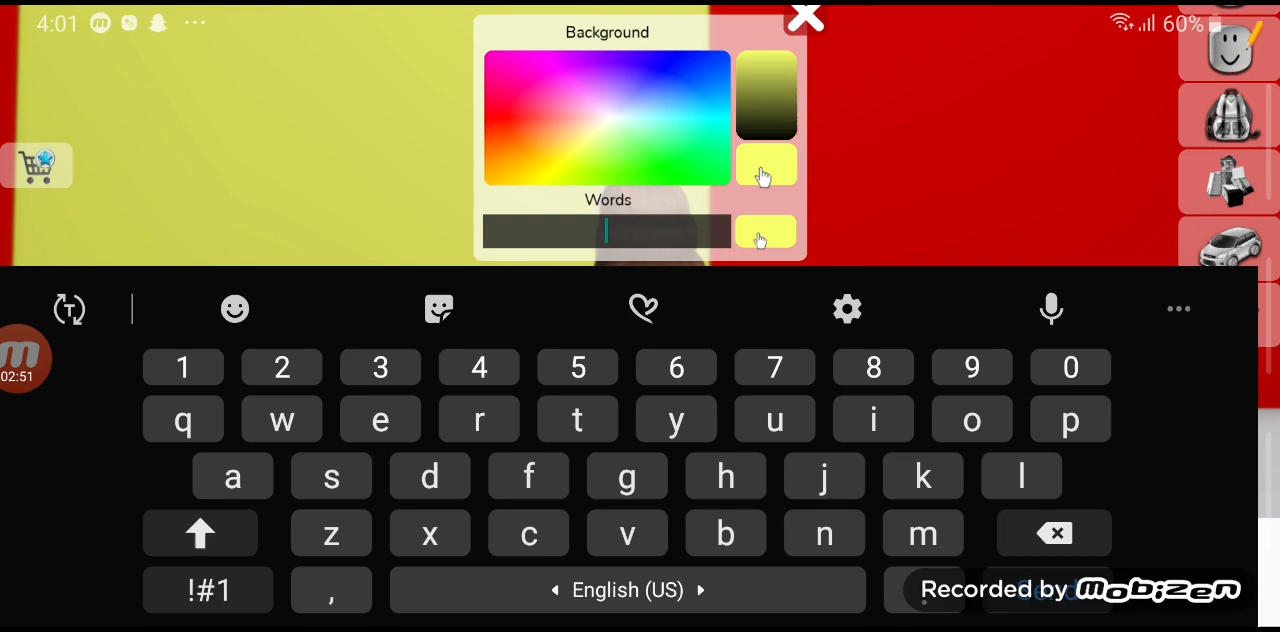 4:01
60%
Background
Words
02:51
1 2 3 4 5 6 7 8 9 0
q w e r t y u i o p
a s d f g h j k l
z x c v b n m
!#1 , English (US) .
Recorded by mobizen